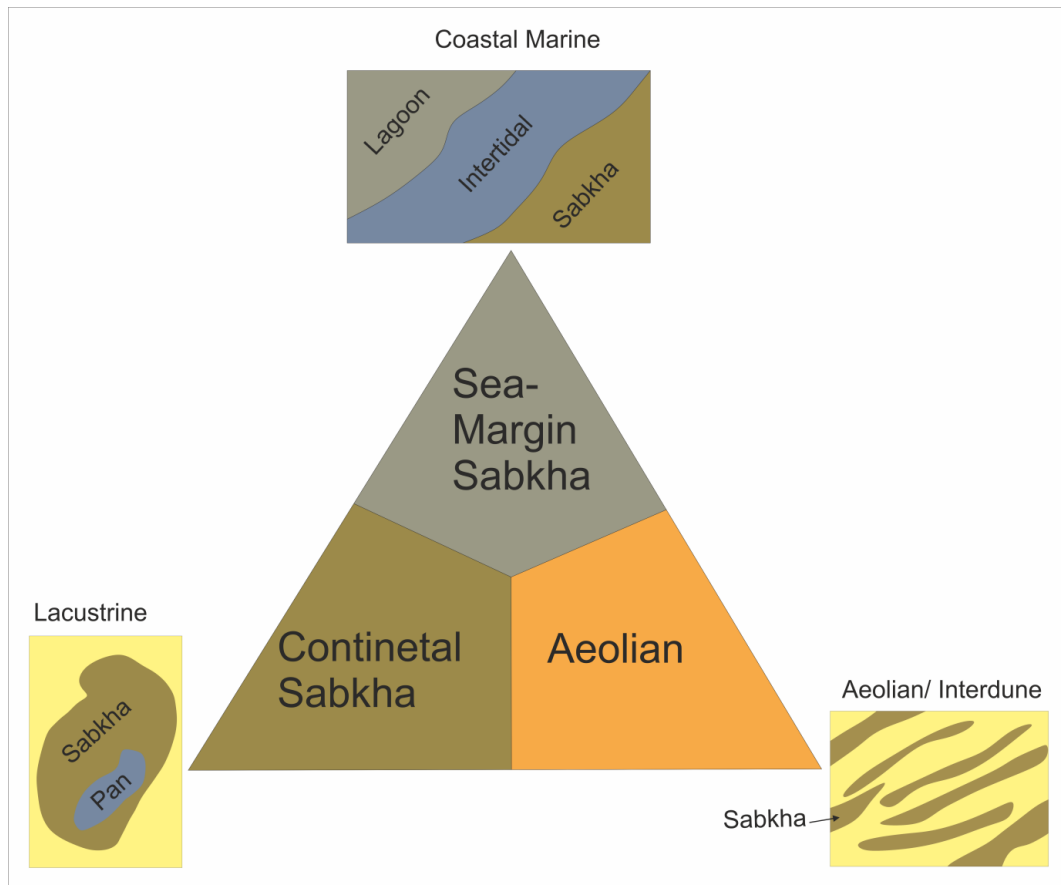 Coastal Marine
Lagoon
Intertidal
Sabkha
Sea-
Margin
Sabkha
Continetal
Sabkha
Aeolian
Lacustrine
Sabkha
Pan
Aeolian/ Interdune
Sabkha